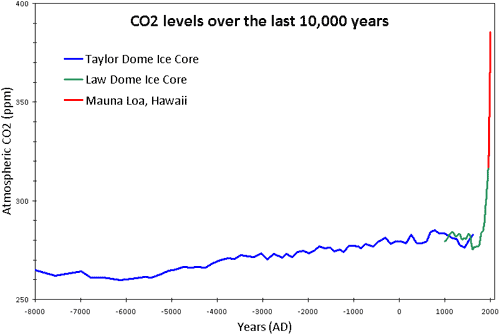 CO2 levels over the last 10,000 years
400
Taylor Dome Ice Core
Law Dome Ice Core
Mauna Loa, Hawaii
350
Atmospheric CO2 (ppm)
300
250
-8000 -7000 -6000 -5000 -4000 -3000 -2000 -1000 0 1000 2000
Years (AD)